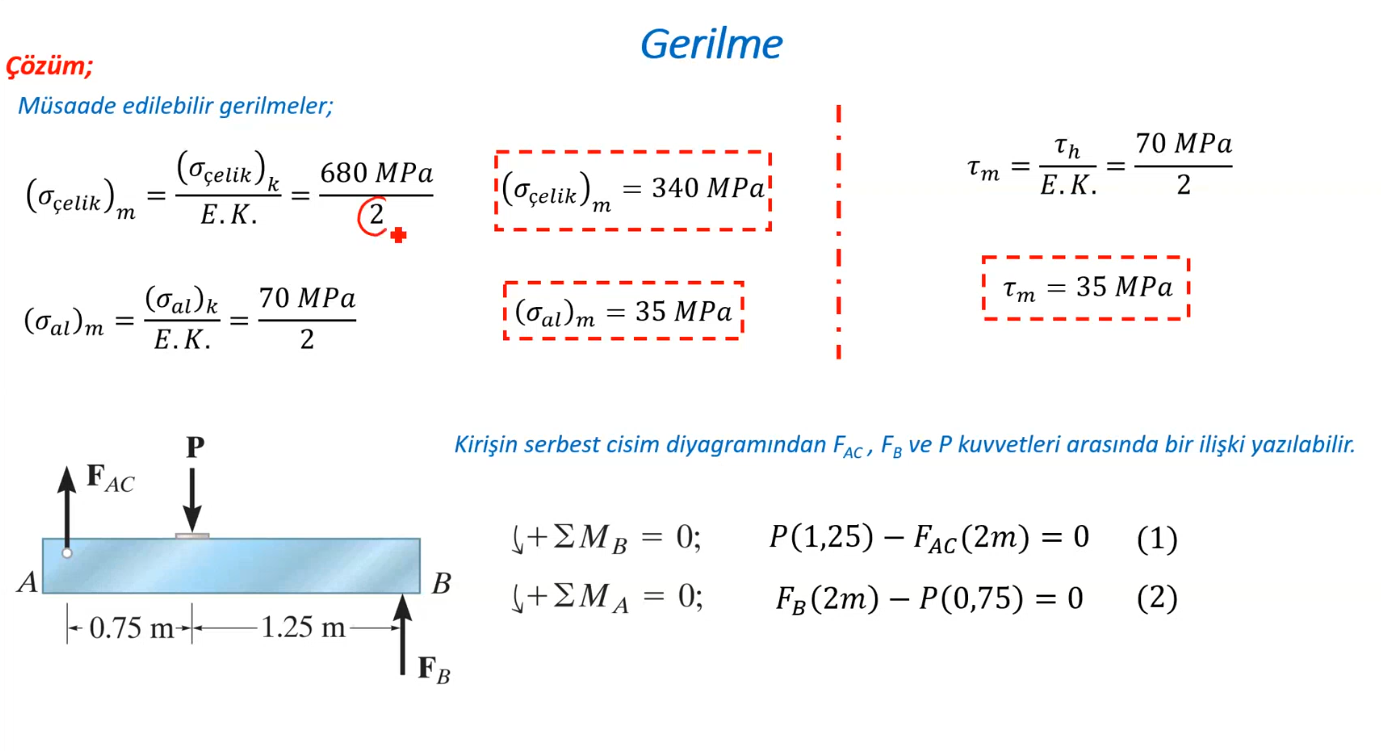 Gerilme
Çözüm;
Müsaade edilebilir gerilmeler;
(σçelik)m = (σçelik)k / E.K. = 680 MPa / 2
(σçelik)m = 340 MPa
τm = τh / E.K. = 70 MPa / 2
(σal)m = (σal)k / E.K. = 70 MPa / 2
(σal)m = 35 MPa
τm = 35 MPa
Kirişin serbest cisim diyagramından FAC , FB ve P kuvvetleri arasında bir ilişki yazılabilir.
P
FAC
A
B
0.75 m
1.25 m
FB
⤹+ΣMB = 0; P(1,25) − FAC(2m) = 0 (1)
⤹+ΣMA = 0; FB(2m) − P(0,75) = 0 (2)